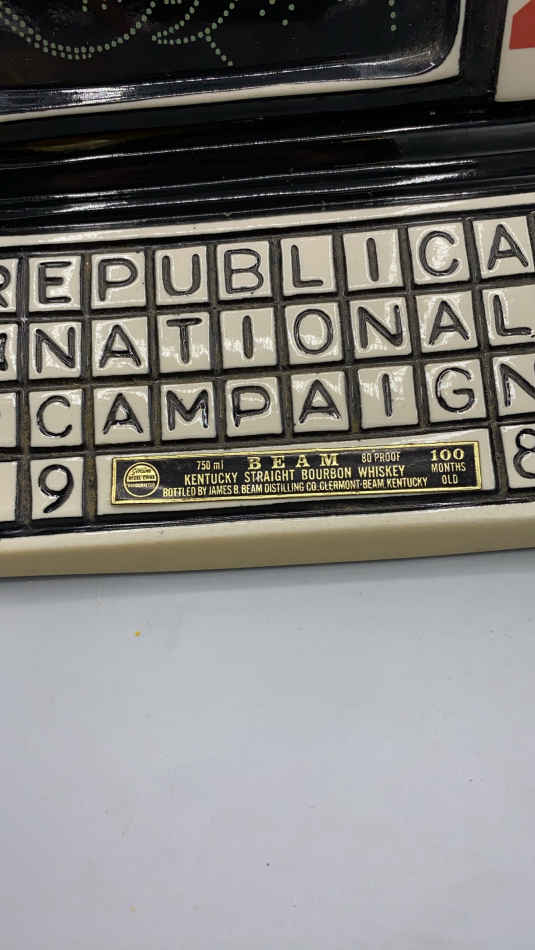 REPUBLICA
NATIONAL
CAMPAIGN
9
8
750 ml BEAM 80 PROOF
KENTUCKY STRAIGHT BOURBON WHISKEY
BOTTLED BY JAMES B. BEAM DISTILLING CO. CLERMONT-BEAM, KENTUCKY
100
MONTHS
OLD